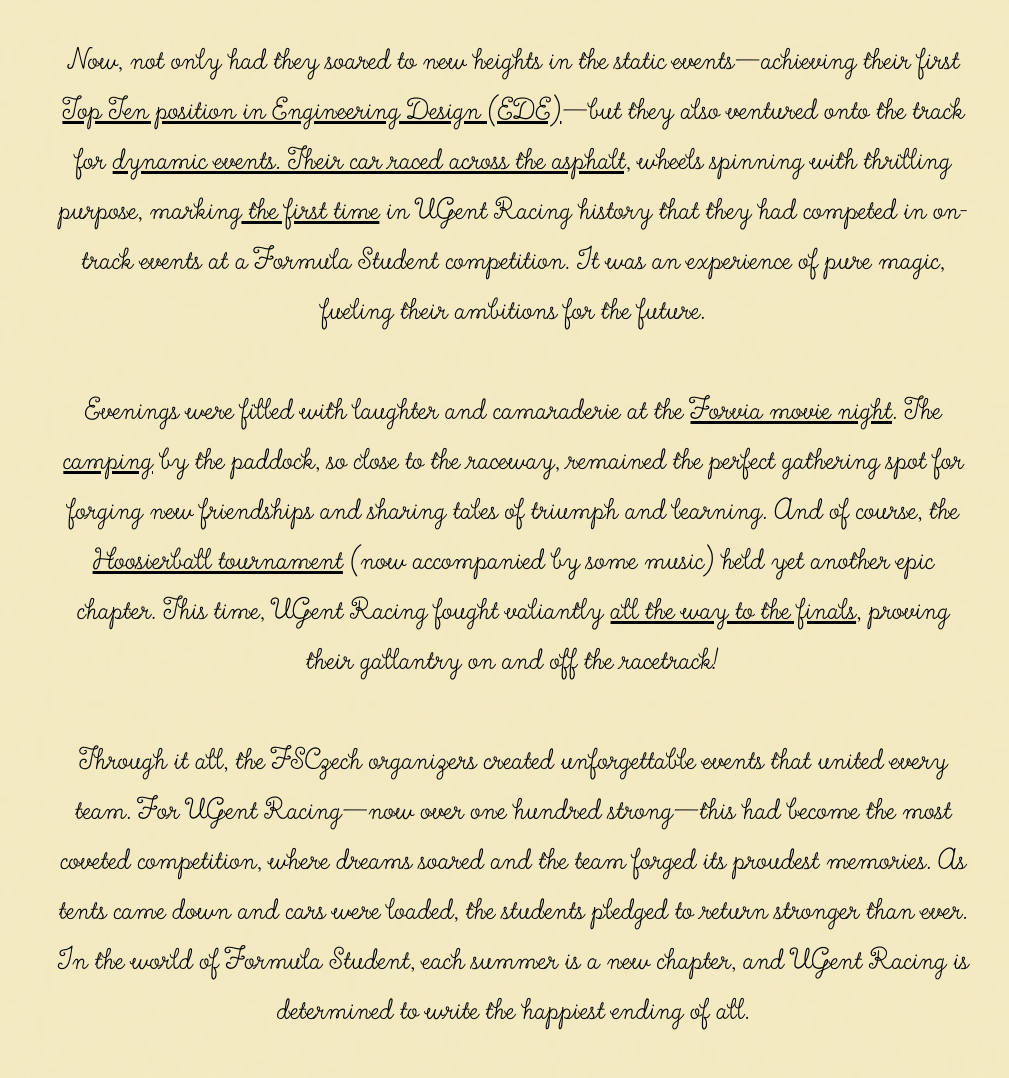 Now, not only had they soared to new heights in the static events—achieving their first
Top Ten position in Engineering Design (EDE)—but they also ventured onto the track
for dynamic events. Their car raced across the asphalt, wheels spinning with thrilling
purpose, marking the first time in UGent Racing history that they had competed in on-
track events at a Formula Student competition. It was an experience of pure magic,
fueling their ambitions for the future.
Evenings were filled with laughter and camaraderie at the Forvia movie night. The
camping by the paddock, so close to the raceway, remained the perfect gathering spot for
forging new friendships and sharing tales of triumph and learning. And of course, the
Hoosierball tournament (now accompanied by some music) held yet another epic
chapter. This time, UGent Racing fought valiantly all the way to the finals, proving
their gallantry on and off the racetrack!
Through it all, the FSCzech organizers created unforgettable events that united every
team. For UGent Racing—now over one hundred strong—this had become the most
coveted competition, where dreams soared and the team forged its proudest memories. As
tents came down and cars were loaded, the students pledged to return stronger than ever.
In the world of Formula Student, each summer is a new chapter, and UGent Racing is
determined to write the happiest ending of all.